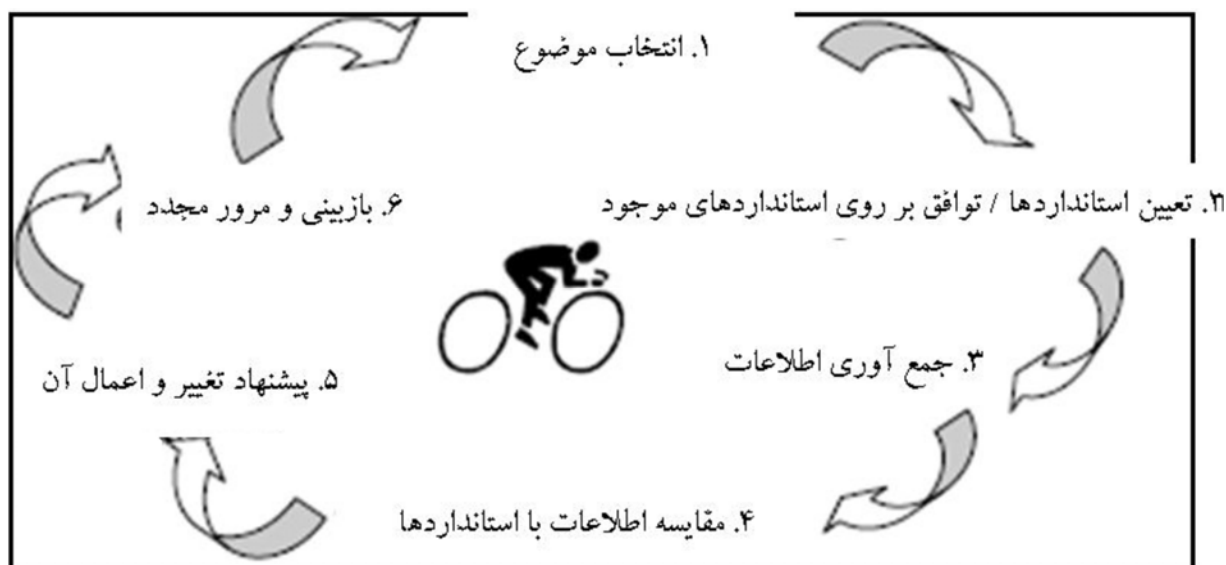 ۱. انتخاب موضوع
۲. تعیین استانداردها / توافق بر روی استانداردهای موجود
۳. جمع آوری اطلاعات
۴. مقایسه اطلاعات با استانداردها
۵. پیشنهاد تغییر و اعمال آن
۶. بازبینی و مرور مجدد